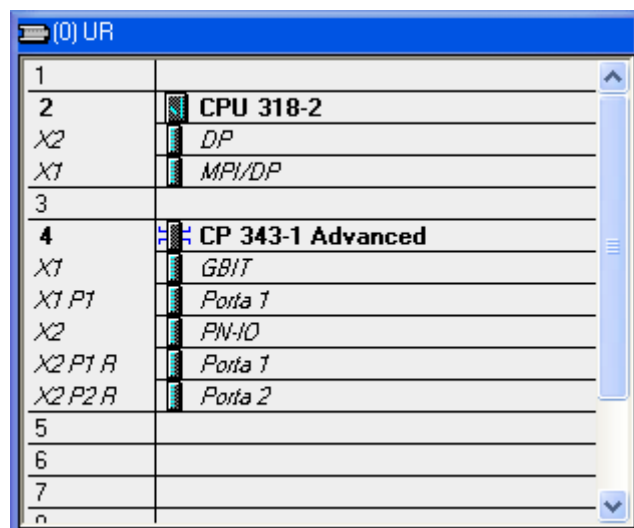 (0) UR
1
2 CPU 318-2
X2 DP
X1 MPI/DP
3
4 CP 343-1 Advanced
X1 GBIT
X1 P1 Porta 1
X2 PN-IO
X2 P1 R Porta 1
X2 P2 R Porta 2
5
6
7